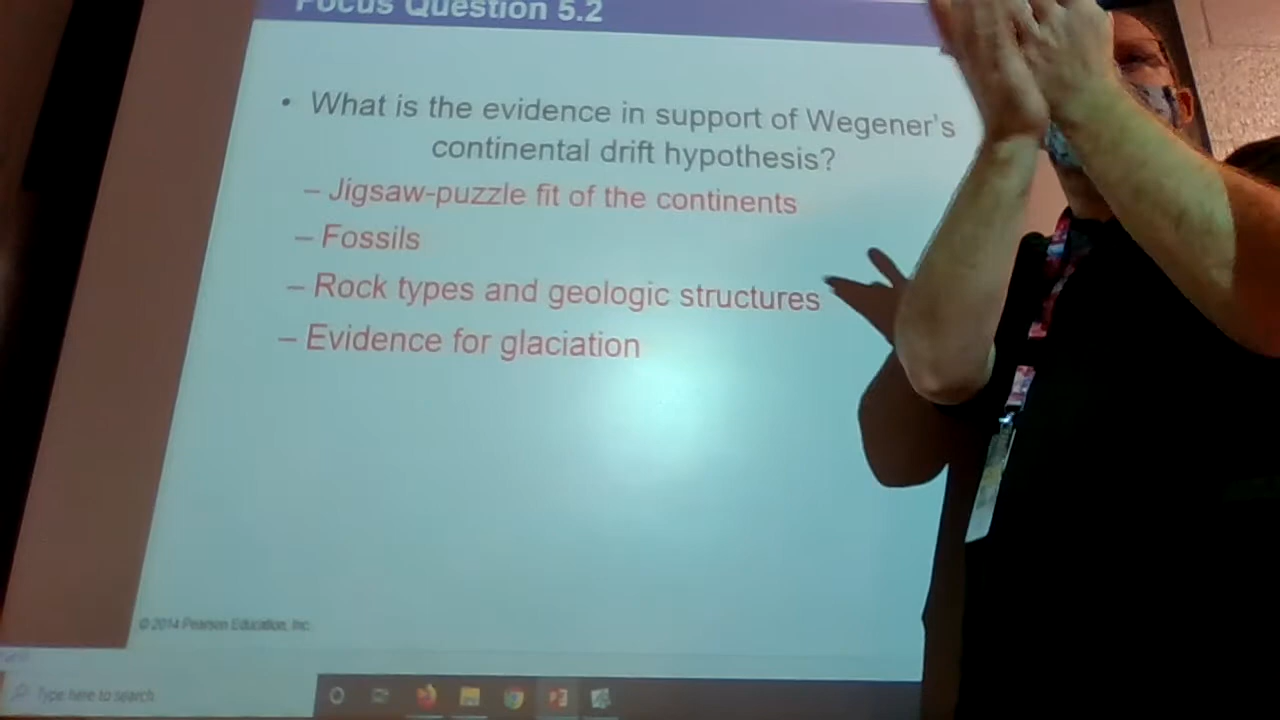 Focus Question 5.2
• What is the evidence in support of Wegener's
continental drift hypothesis?
– Jigsaw-puzzle fit of the continents
– Fossils
– Rock types and geologic structures
– Evidence for glaciation
© 2014 Pearson Education, Inc.
Type here to search